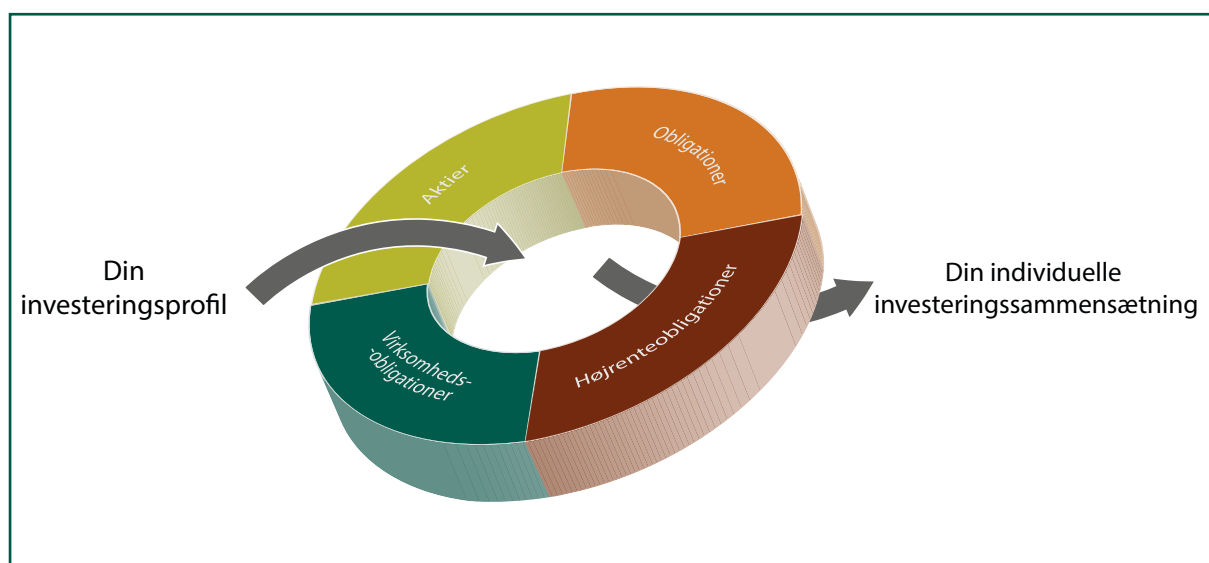 Din
investeringsprofil
Aktier
Obligationer
Virksomheds-
-obligationer
Højrenteobligationer
Din individuelle
investeringssammensætning